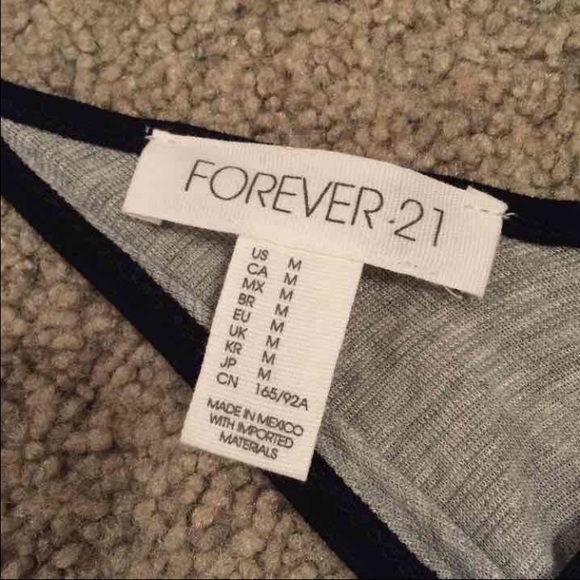 FOREVER 21
US M
CA M
MX M
BR M
EU M
UK M
KR M
JP M
CN 165/92A
MADE IN MEXICO
WITH IMPORTED
MATERIALS